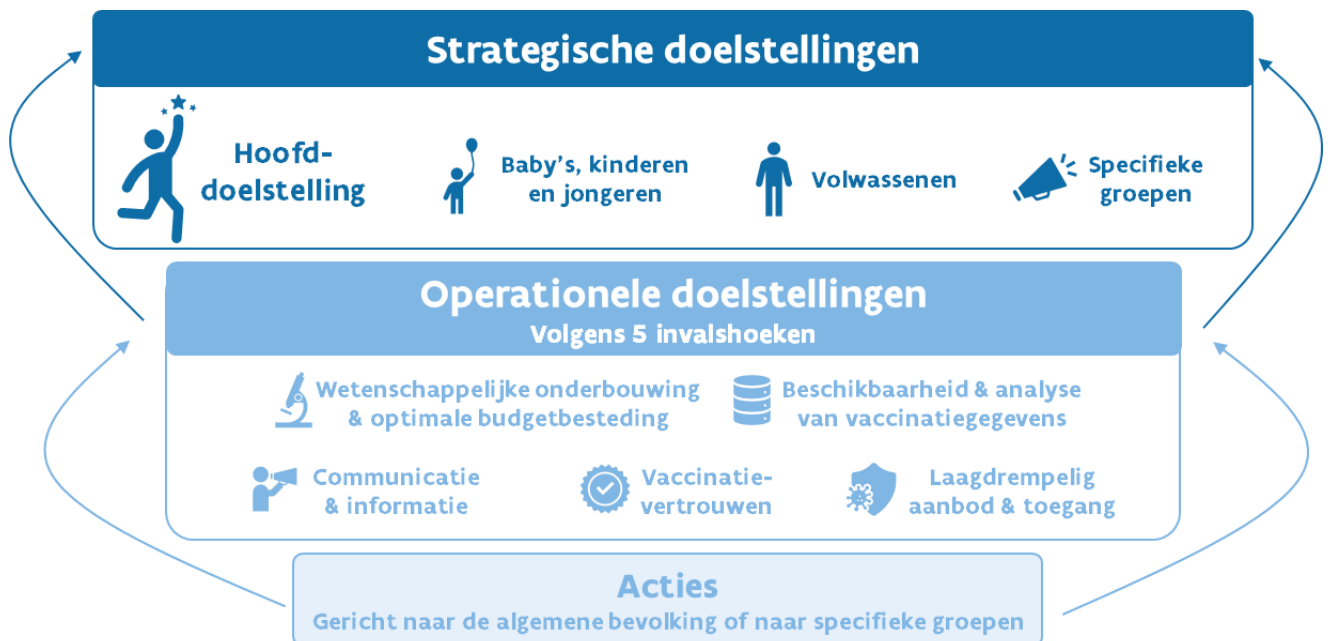 Strategische doelstellingen
Hoofd-
doelstelling
Baby's, kinderen
en jongeren
Volwassenen
Specifieke
groepen
Operationele doelstellingen
Volgens 5 invalshoeken
Wetenschappelijke onderbouwing
& optimale budgetbesteding
Beschikbaarheid & analyse
van vaccinatiegegevens
Communicatie
& informatie
Vaccinatie-
vertrouwen
Laagdrempelig
aanbod & toegang
Acties
Gericht naar de algemene bevolking of naar specifieke groepen